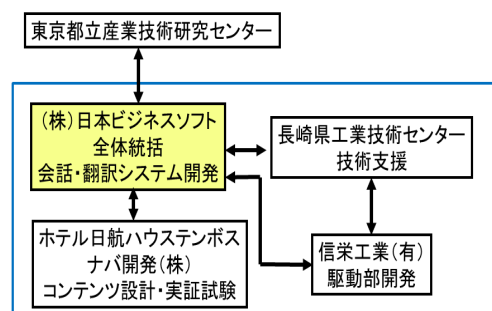 東京都立産業技術研究センター
(株)日本ビジネスソフト
全体統括
会話・翻訳システム開発
長崎県工業技術センター
技術支援
ホテル日航ハウステンボス
ナバ開発(株)
コンテンツ設計・実証試験
信栄工業(有)
駆動部開発